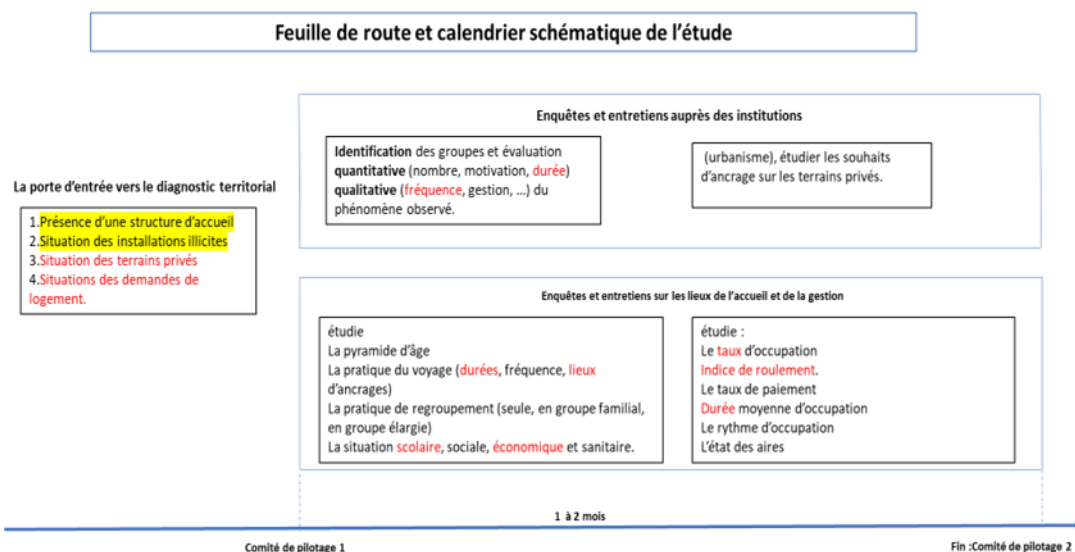 Feuille de route et calendrier schématique de l'étude
La porte d'entrée vers le diagnostic territorial
1.Présence d'une structure d'accueil
2.Situation des installations illicites
3.Situation des terrains privés
4.Situations des demandes de
logement.
Enquêtes et entretiens auprès des institutions
Identification des groupes et évaluation
quantitative (nombre, motivation, durée)
qualitative (fréquence, gestion, ...) du
phénomène observé.
(urbanisme), étudier les souhaits
d'ancrage sur les terrains privés.
Enquêtes et entretiens sur les lieux de l'accueil et de la gestion
étudie
La pyramide d'âge
La pratique du voyage (durées, fréquence, lieux
d'ancrages)
La pratique de regroupement (seule, en groupe familial,
en groupe élargie)
La situation scolaire, sociale, économique et sanitaire.
étude :
Le taux d'occupation
Indice de roulement.
Le taux de paiement
Durée moyenne d'occupation
Le rythme d'occupation
L'état des aires
1 à 2 mois
Comité de pilotage 1
Fin :Comité de pilotage 2